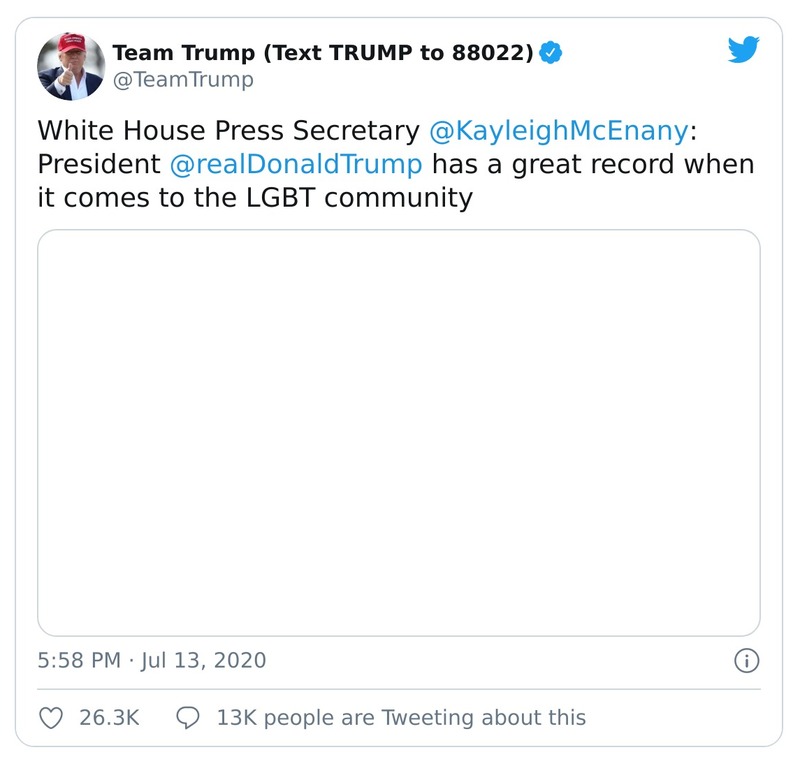 Team Trump (Text TRUMP to 88022)
@TeamTrump
White House Press Secretary @KayleighMcEnany:
President @realDonaldTrump has a great record when
it comes to the LGBT community
5:58 PM · Jul 13, 2020
26.3K 13K people are Tweeting about this